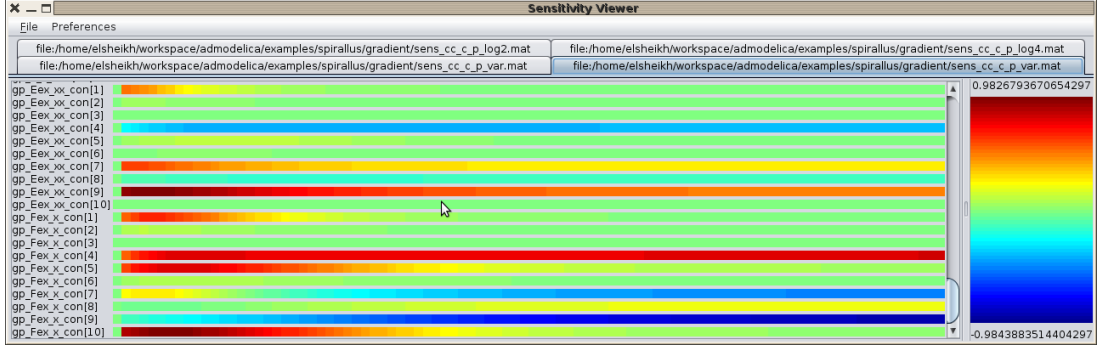 Sensitivity Viewer
File Preferences
file:/home/elsheikh/workspace/admodelica/examples/spirallus/gradient/sens_cc_c_p_log2.mat file:/home/elsheikh/workspace/admodelica/examples/spirallus/gradient/sens_cc_c_p_log4.mat
file:/home/elsheikh/workspace/admodelica/examples/spirallus/gradient/sens_cc_c_p_var.mat file:/home/elsheikh/workspace/admodelica/examples/spirallus/gradient/sens_cc_c_p_var.mat
gp_Eex_xx_con[1] 0.9826793670654297
gp_Eex_xx_con[2]
gp_Eex_xx_con[3]
gp_Eex_xx_con[4]
gp_Eex_xx_con[5]
gp_Eex_xx_con[6]
gp_Eex_xx_con[7]
gp_Eex_xx_con[8]
gp_Eex_xx_con[9]
gp_Eex_xx_con[10]
gp_Fex_x_con[1]
gp_Fex_x_con[2]
gp_Fex_x_con[3]
gp_Fex_x_con[4]
gp_Fex_x_con[5]
gp_Fex_x_con[6]
gp_Fex_x_con[7]
gp_Fex_x_con[8]
gp_Fex_x_con[9]
gp_Fex_x_con[10] -0.9843883514404297